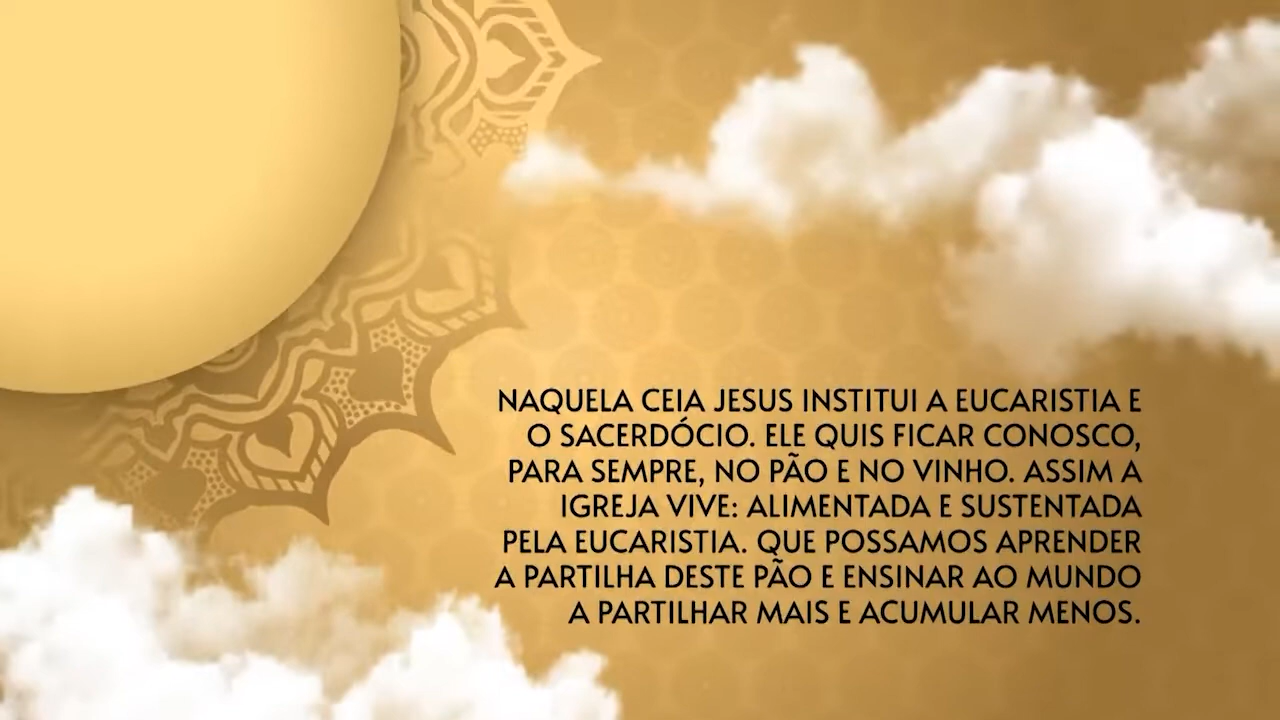 NAQUELA CEIA JESUS INSTITUI A EUCARISTIA E
O SACERDÓCIO. ELE QUIS FICAR CONOSCO,
PARA SEMPRE, NO PÃO E NO VINHO. ASSIM A
IGREJA VIVE: ALIMENTADA E SUSTENTADA
PELA EUCARISTIA. QUE POSSAMOS APRENDER
A PARTILHA DESTE PÃO E ENSINAR AO MUNDO
A PARTILHAR MAIS E ACUMULAR MENOS.